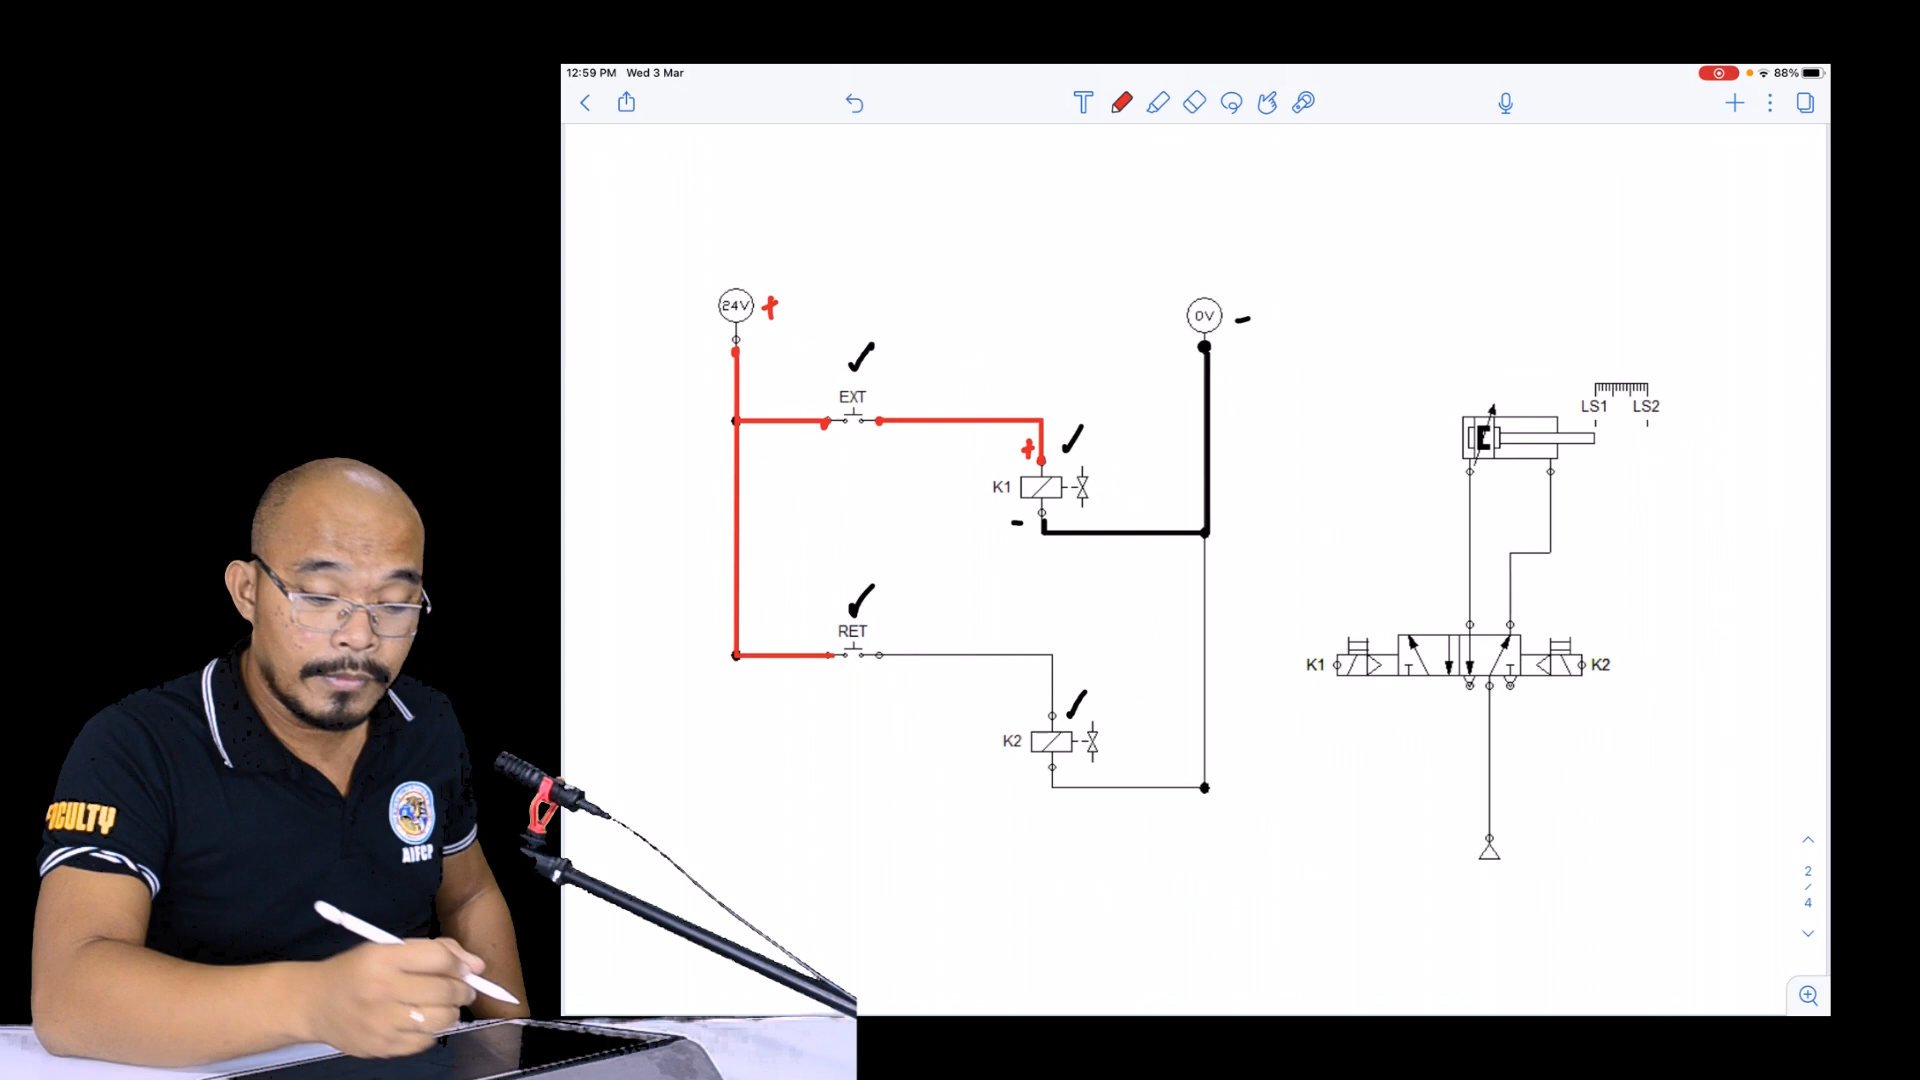 12:59 PM Wed 3 Mar
88%
24V +
0V -
EXT
LS1 LS2
+
K1
-
RET
K1 K2
K2
FACULTY
AIFCP
2
/
4